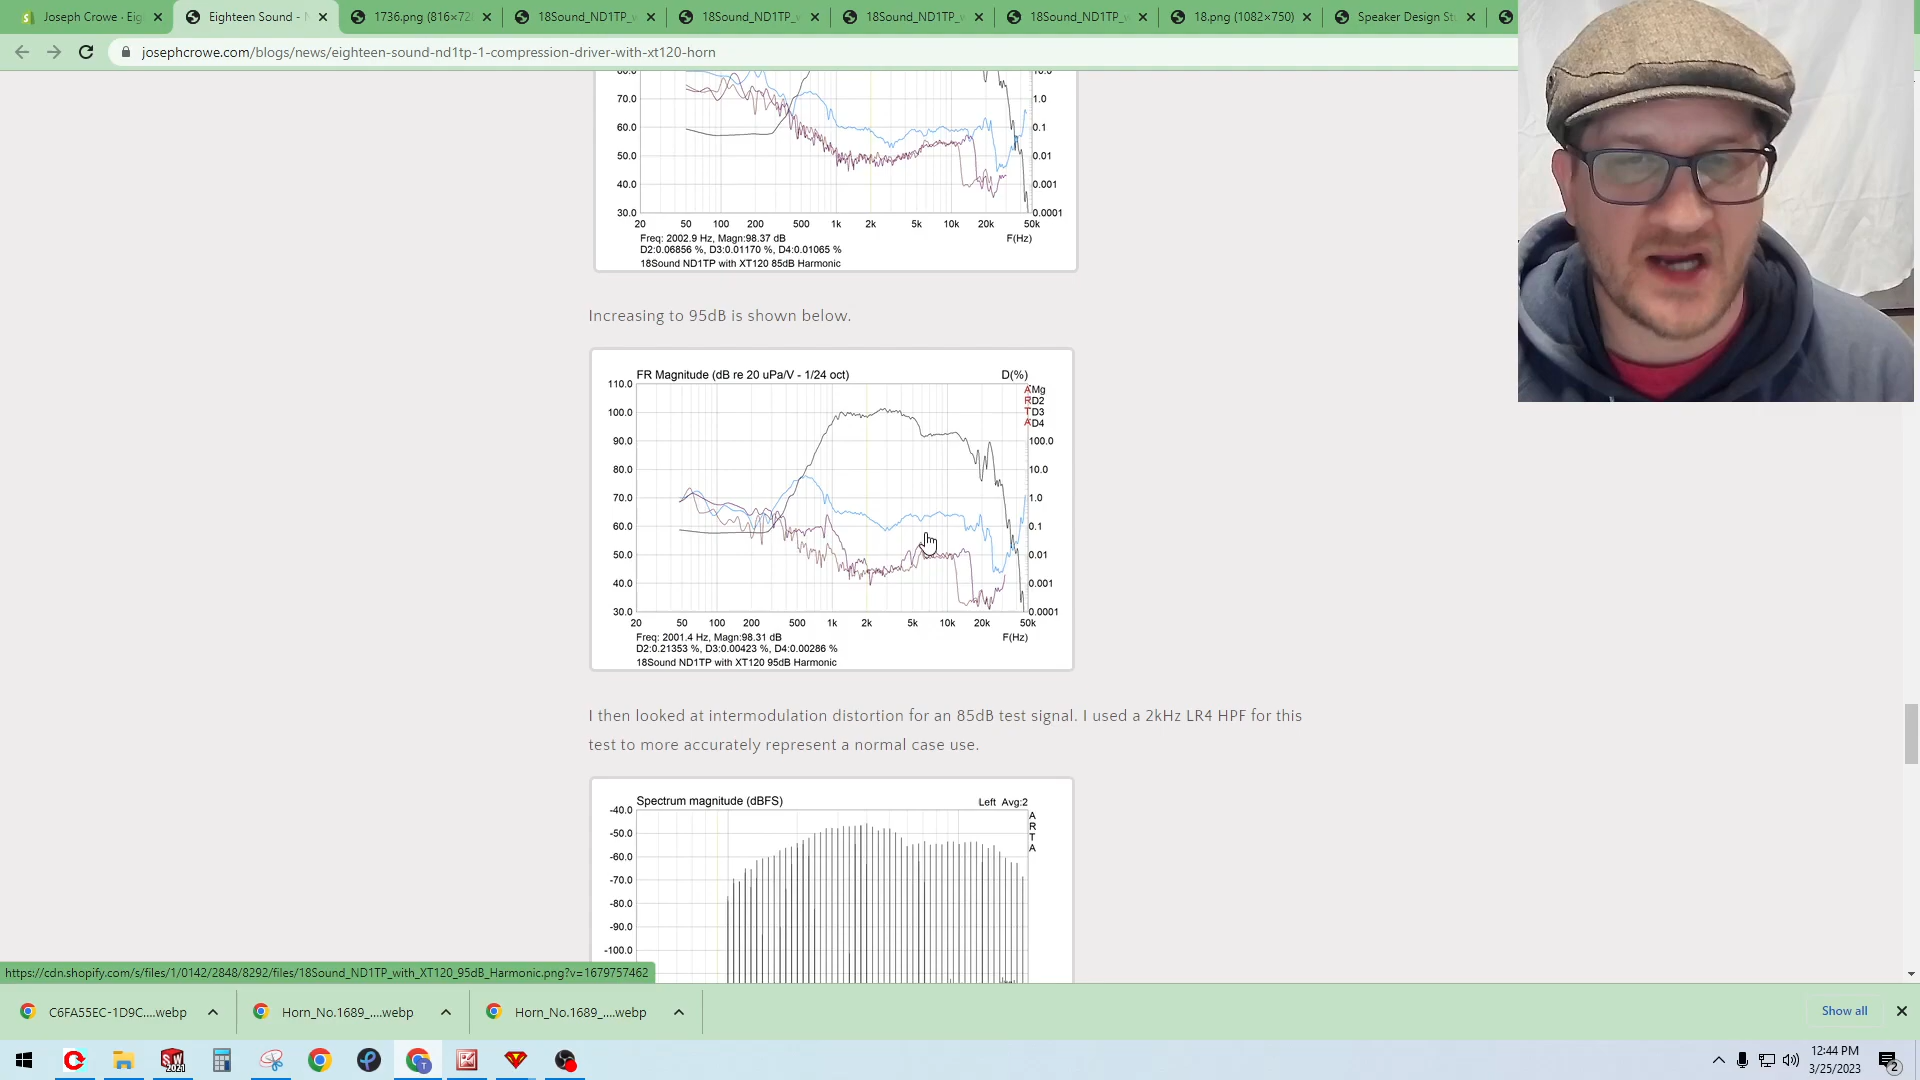 Joseph Crowe · Ei
Eighteen Sound -
1736.png (816×72
18Sound_ND1TP_
18Sound_ND1TP_
18Sound_ND1TP_
18Sound_ND1TP_
18.png (1082×750)
Speaker Design St
josephcrowe.com/blogs/news/eighteen-sound-nd1tp-1-compression-driver-with-xt120-horn
80.0 10.0
70.0 1.0
60.0 0.1
50.0 0.01
40.0 0.001
30.0 0.0001
20 50 100 200 500 1k 2k 5k 10k 20k 50k
Freq: 2002.9 Hz, Magn:98.37 dB F(Hz)
D2:0.06856 %, D3:0.01170 %, D4:0.01065 %
18Sound ND1TP with XT120 85dB Harmonic
Increasing to 95dB is shown below.
FR Magnitude (dB re 20 uPa/V - 1/24 oct) D(%)
110.0 A Mg
R D2
100.0 T D3
A D4
90.0 100.0
80.0 10.0
70.0 1.0
60.0 0.1
50.0 0.01
40.0 0.001
30.0 0.0001
20 50 100 200 500 1k 2k 5k 10k 20k 50k
Freq: 2001.4 Hz, Magn:98.31 dB F(Hz)
D2:0.21353 %, D3:0.00423 %, D4:0.00286 %
18Sound ND1TP with XT120 95dB Harmonic
I then looked at intermodulation distortion for an 85dB test signal. I used a 2kHz LR4 HPF for this
test to more accurately represent a normal case use.
Spectrum magnitude (dBFS) Left Avg:2
-40.0 A
R
-50.0 T
A
-60.0
-70.0
-80.0
-90.0
-100.0
https://cdn.shopify.com/s/files/1/0142/2848/8292/files/18Sound_ND1TP_with_XT120_95dB_Harmonic.png?v=1679757462
C6FA55EC-1D9C....webp
Horn_No.1689_....webp
Horn_No.1689_....webp
Show all
SW
2021
12:44 PM
3/25/2023
2